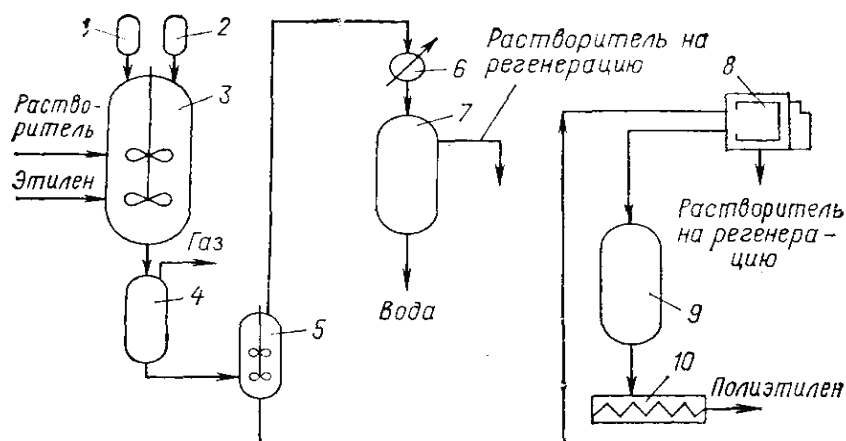 1
2
3
Раство-
ритель
Этилен
Газ
4
5
6
Растворитель на
регенерацию
7
Вода
8
Растворитель
на регенера-
цию
9
10
Полиэтилен